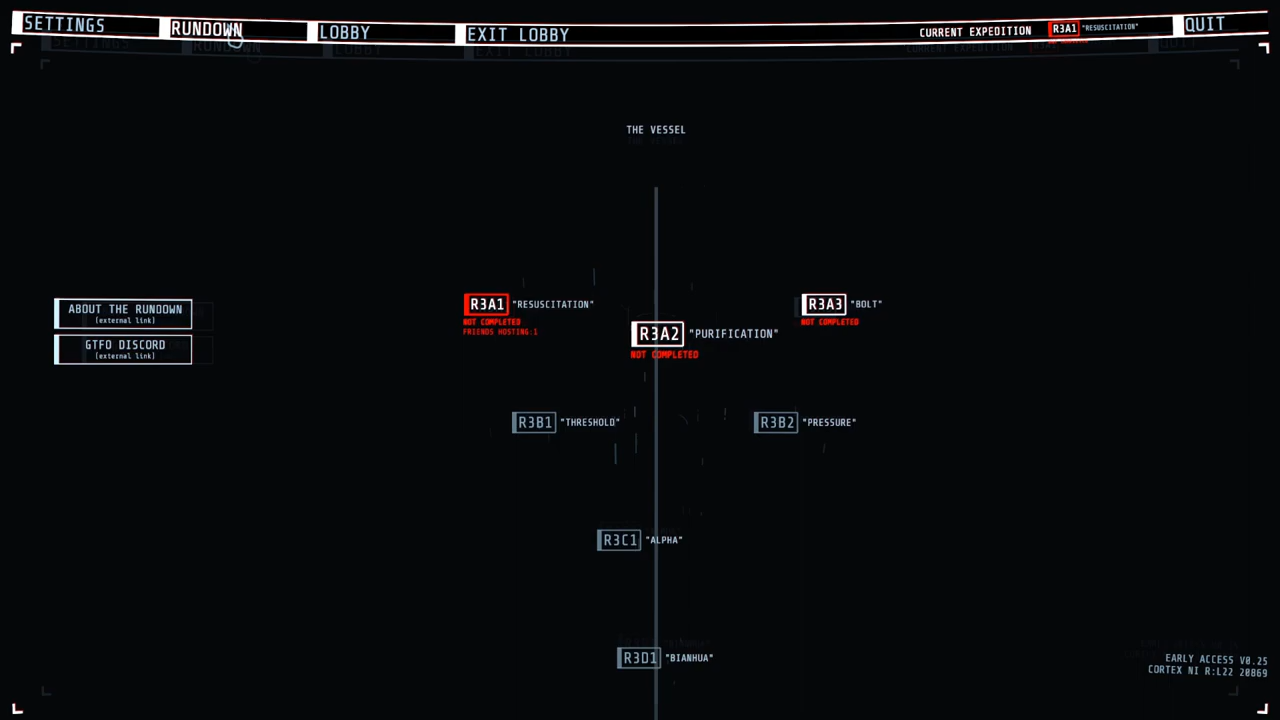 SETTINGS
RUNDOWN
LOBBY
EXIT LOBBY
CURRENT EXPEDITION
R3A1 "RESUSCITATION"
QUIT
THE VESSEL
ABOUT THE RUNDOWN
(external link)
GTFO DISCORD
(external link)
R3A1 "RESUSCITATION"
NOT COMPLETED
FRIENDS HOSTING:1
R3A2 "PURIFICATION"
NOT COMPLETED
R3A3 "BOLT"
NOT COMPLETED
R3B1 "THRESHOLD"
R3B2 "PRESSURE"
R3C1 "ALPHA"
R3D1 "BIANHUA"
EARLY ACCESS V0.25
CORTEX NI R:L22 20869